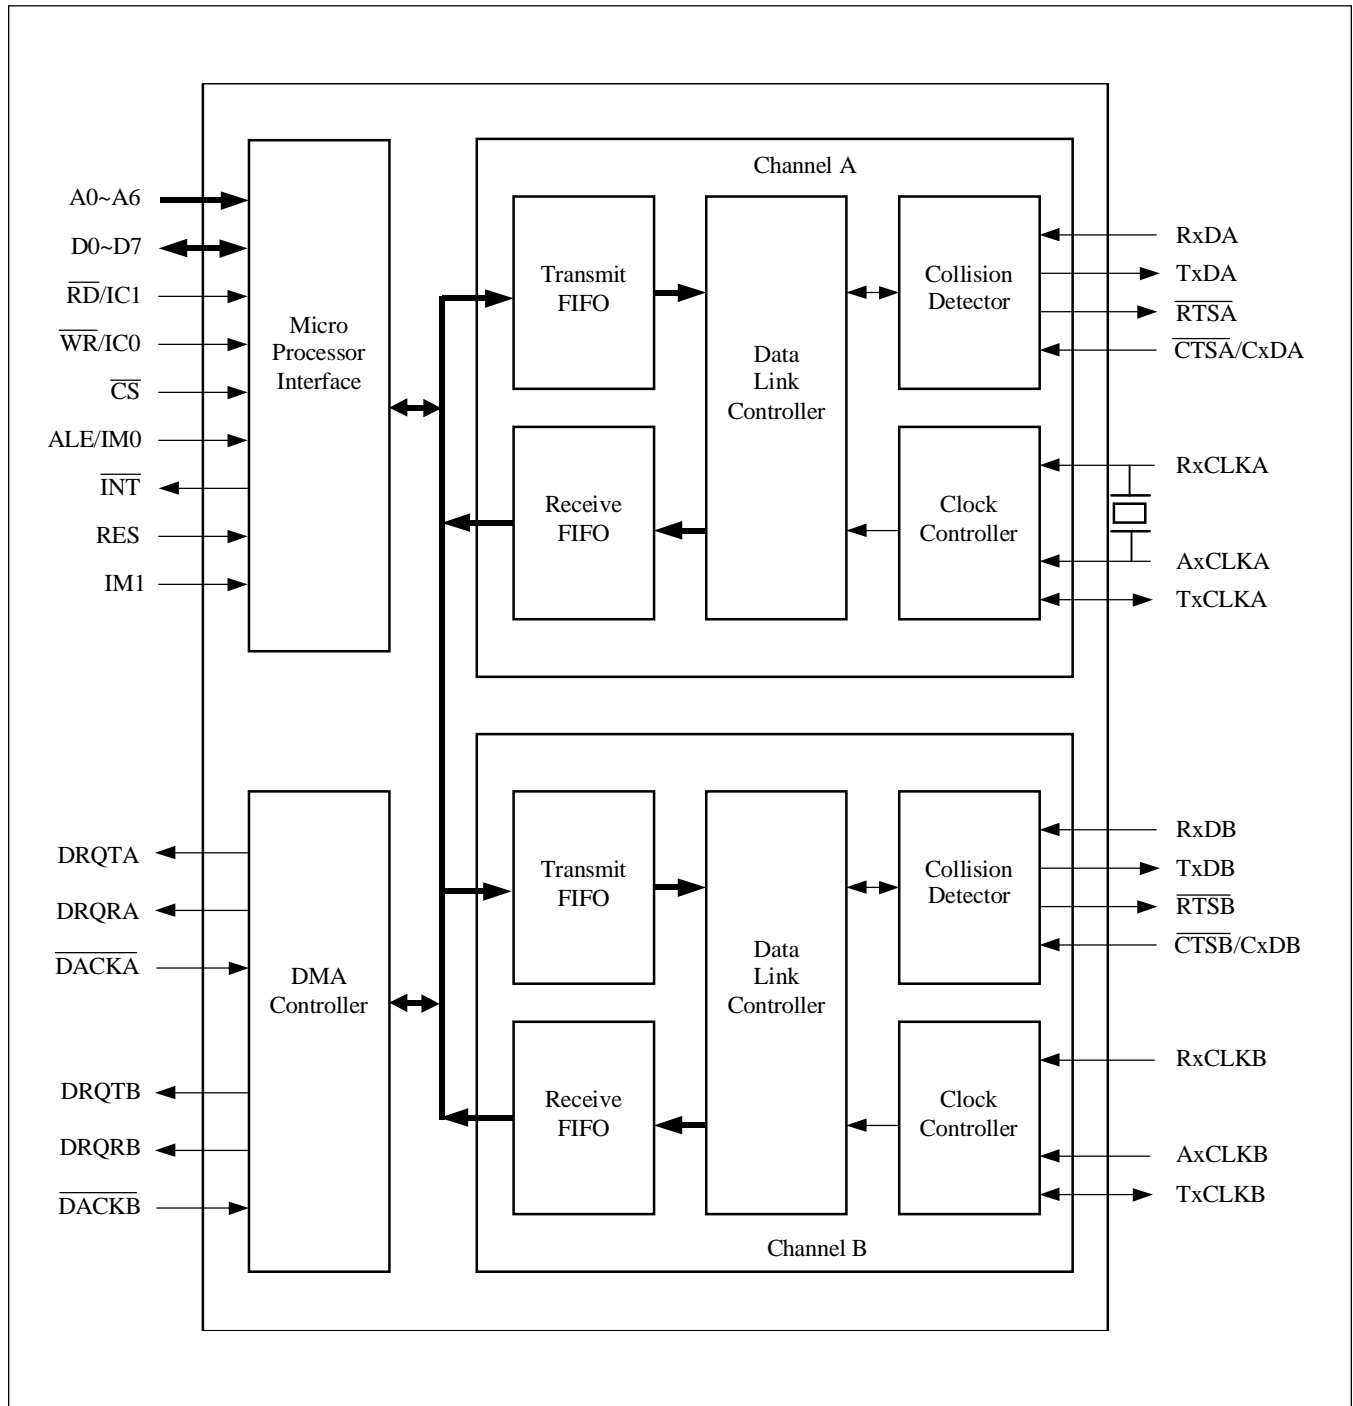 Channel A
A0~A6
D0~D7
RD/IC1
WR/IC0
CS
ALE/IM0
INT
RES
IM1
Micro
Processor
Interface
Transmit
FIFO
Receive
FIFO
Data
Link
Controller
Collision
Detector
Clock
Controller
RxDA
TxDA
RTSA
CTSA/CxDA
RxCLKA
AxCLKA
TxCLKA
DRQTA
DRQRA
DACKA
DRQTB
DRQRB
DACKB
DMA
Controller
Transmit
FIFO
Receive
FIFO
Data
Link
Controller
Collision
Detector
Clock
Controller
RxDB
TxDB
RTSB
CTSB/CxDB
RxCLKB
AxCLKB
TxCLKB
Channel B